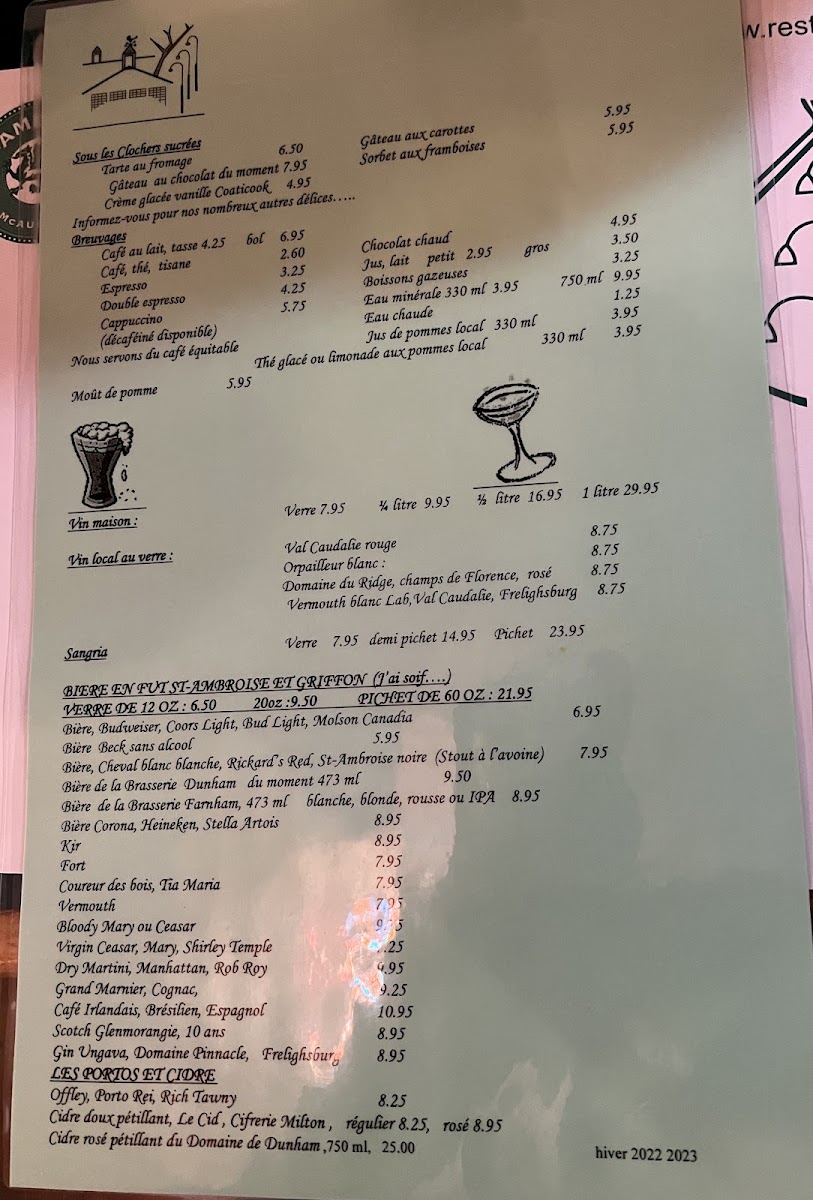 w.rest
AM
MCAU
Sous les Clochers sucrées
Tarte au fromage 6.50 Gâteau aux carottes 5.95
Gâteau au chocolat du moment 7.95 Sorbet aux framboises 5.95
Crème glacée vanille Coaticook 4.95
Informez-vous pour nos nombreux autres délices.....
Breuvages
Café au lait, tasse 4.25 bol 6.95 Chocolat chaud 4.95
Café, thé, tisane 2.60 Jus, lait petit 2.95 gros 3.50
Espresso 3.25 Boissons gazeuses 3.25
Double espresso 4.25 Eau minérale 330 ml 3.95 750 ml 9.95
Cappuccino 5.75 Eau chaude 1.25
(décaféiné disponible) Jus de pommes local 330 ml 3.95
Nous servons du café équitable Thé glacé ou limonade aux pommes local 330 ml 3.95
Moût de pomme 5.95
Vin maison : Verre 7.95 ¼ litre 9.95 ½ litre 16.95 1 litre 29.95
Vin local au verre :
Val Caudalie rouge 8.75
Orpailleur blanc : 8.75
Domaine du Ridge, champs de Florence, rosé 8.75
Vermouth blanc Lab,Val Caudalie, Frelighsburg 8.75
Sangria Verre 7.95 demi pichet 14.95 Pichet 23.95
BIERE EN FUT ST-AMBROISE ET GRIFFON (J'ai soif....)
VERRE DE 12 OZ : 6.50 20oz :9.50 PICHET DE 60 OZ : 21.95
Bière, Budweiser, Coors Light, Bud Light, Molson Canadia 6.95
Bière Beck sans alcool 5.95
Bière, Cheval blanc blanche, Rickard's Red, St-Ambroise noire (Stout à l'avoine) 7.95
Bière de la Brasserie Dunham du moment 473 ml 9.50
Bière de la Brasserie Farnham, 473 ml blanche, blonde, rousse ou IPA 8.95
Bière Corona, Heineken, Stella Artois 8.95
Kir 8.95
Fort 7.95
Coureur des bois, Tia Maria 7.95
Vermouth 7.95
Bloody Mary ou Ceasar
Virgin Ceasar, Mary, Shirley Temple
Dry Martini, Manhattan, Rob Roy
Grand Marnier, Cognac, 9.25
Café Irlandais, Brésilien, Espagnol 10.95
Scotch Glenmorangie, 10 ans 8.95
Gin Ungava, Domaine Pinnacle, Frelighsburg 8.95
LES PORTOS ET CIDRE
Offley, Porto Rei, Rich Tawny 8.25
Cidre doux pétillant, Le Cid , Cifrerie Milton , régulier 8.25, rosé 8.95
Cidre rosé pétillant du Domaine de Dunham ,750 ml, 25.00
hiver 2022 2023